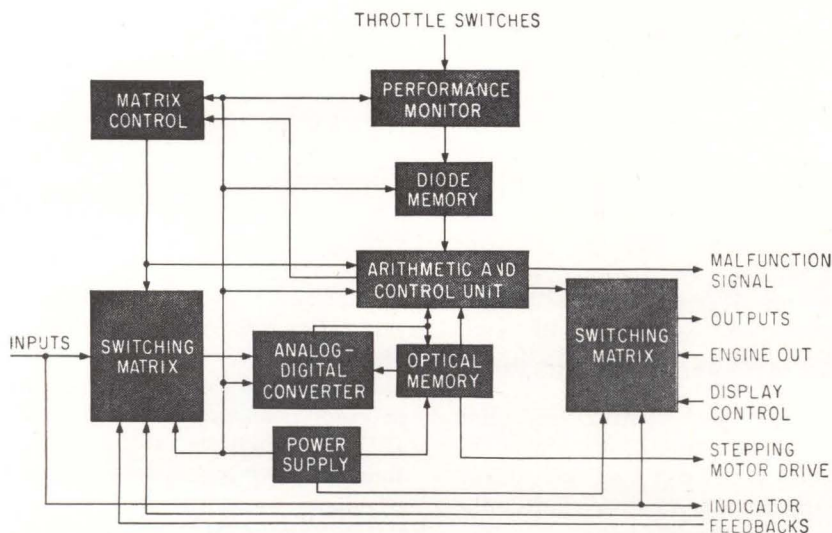 THROTTLE SWITCHES
MATRIX
CONTROL
PERFORMANCE
MONITOR
DIODE
MEMORY
ARITHMETIC AND
CONTROL UNIT
MALFUNCTION
SIGNAL
INPUTS
SWITCHING
MATRIX
ANALOG-
DIGITAL
CONVERTER
OPTICAL
MEMORY
SWITCHING
MATRIX
OUTPUTS
ENGINE OUT
DISPLAY
CONTROL
POWER
SUPPLY
STEPPING
MOTOR DRIVE
INDICATOR
FEEDBACKS